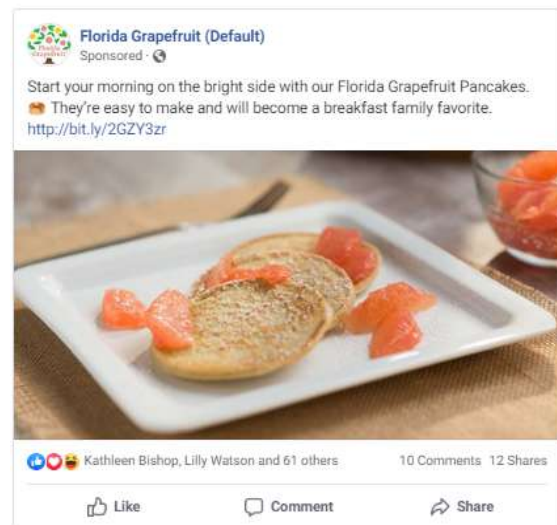 Florida Grapefruit (Default)
Sponsored ·
Start your morning on the bright side with our Florida Grapefruit Pancakes.
🥞 They're easy to make and will become a breakfast family favorite.
http://bit.ly/2GZY3zr
Kathleen Bishop, Lilly Watson and 61 others 10 Comments 12 Shares
Like Comment Share